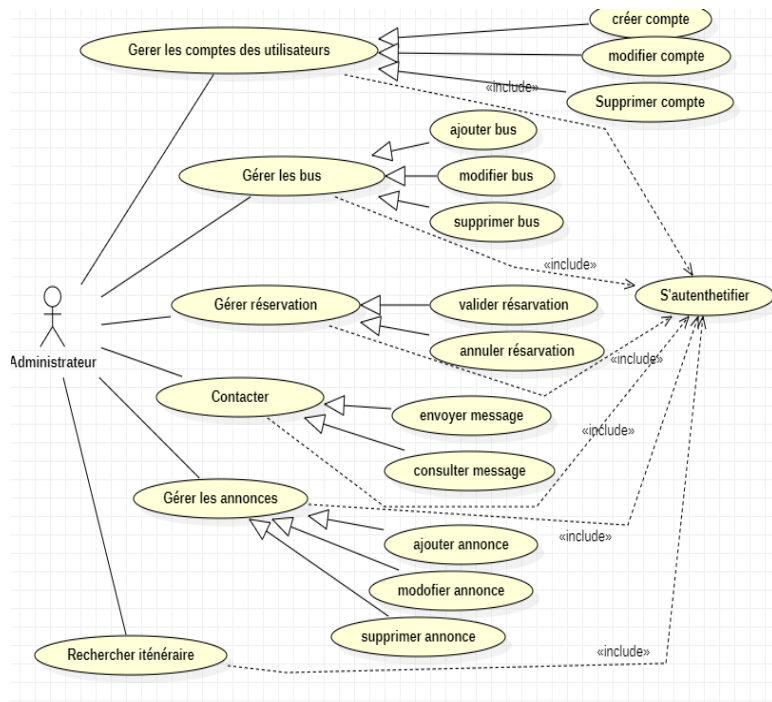 créer compte
Gerer les comptes des utilisateurs
modifier compte
«include»
Supprimer compte
ajouter bus
Gérer les bus
modifier bus
supprimer bus
«include»
S'autenthetifier
Gérer réservation
valider résarvation
annuler résarvation
«include»
Administrateur
Contacter
envoyer message
«include»
consulter message
Gérer les annonces
«include»
ajouter annonce
modofier annonce
supprimer annonce
Rechercher iténéraire
«include»